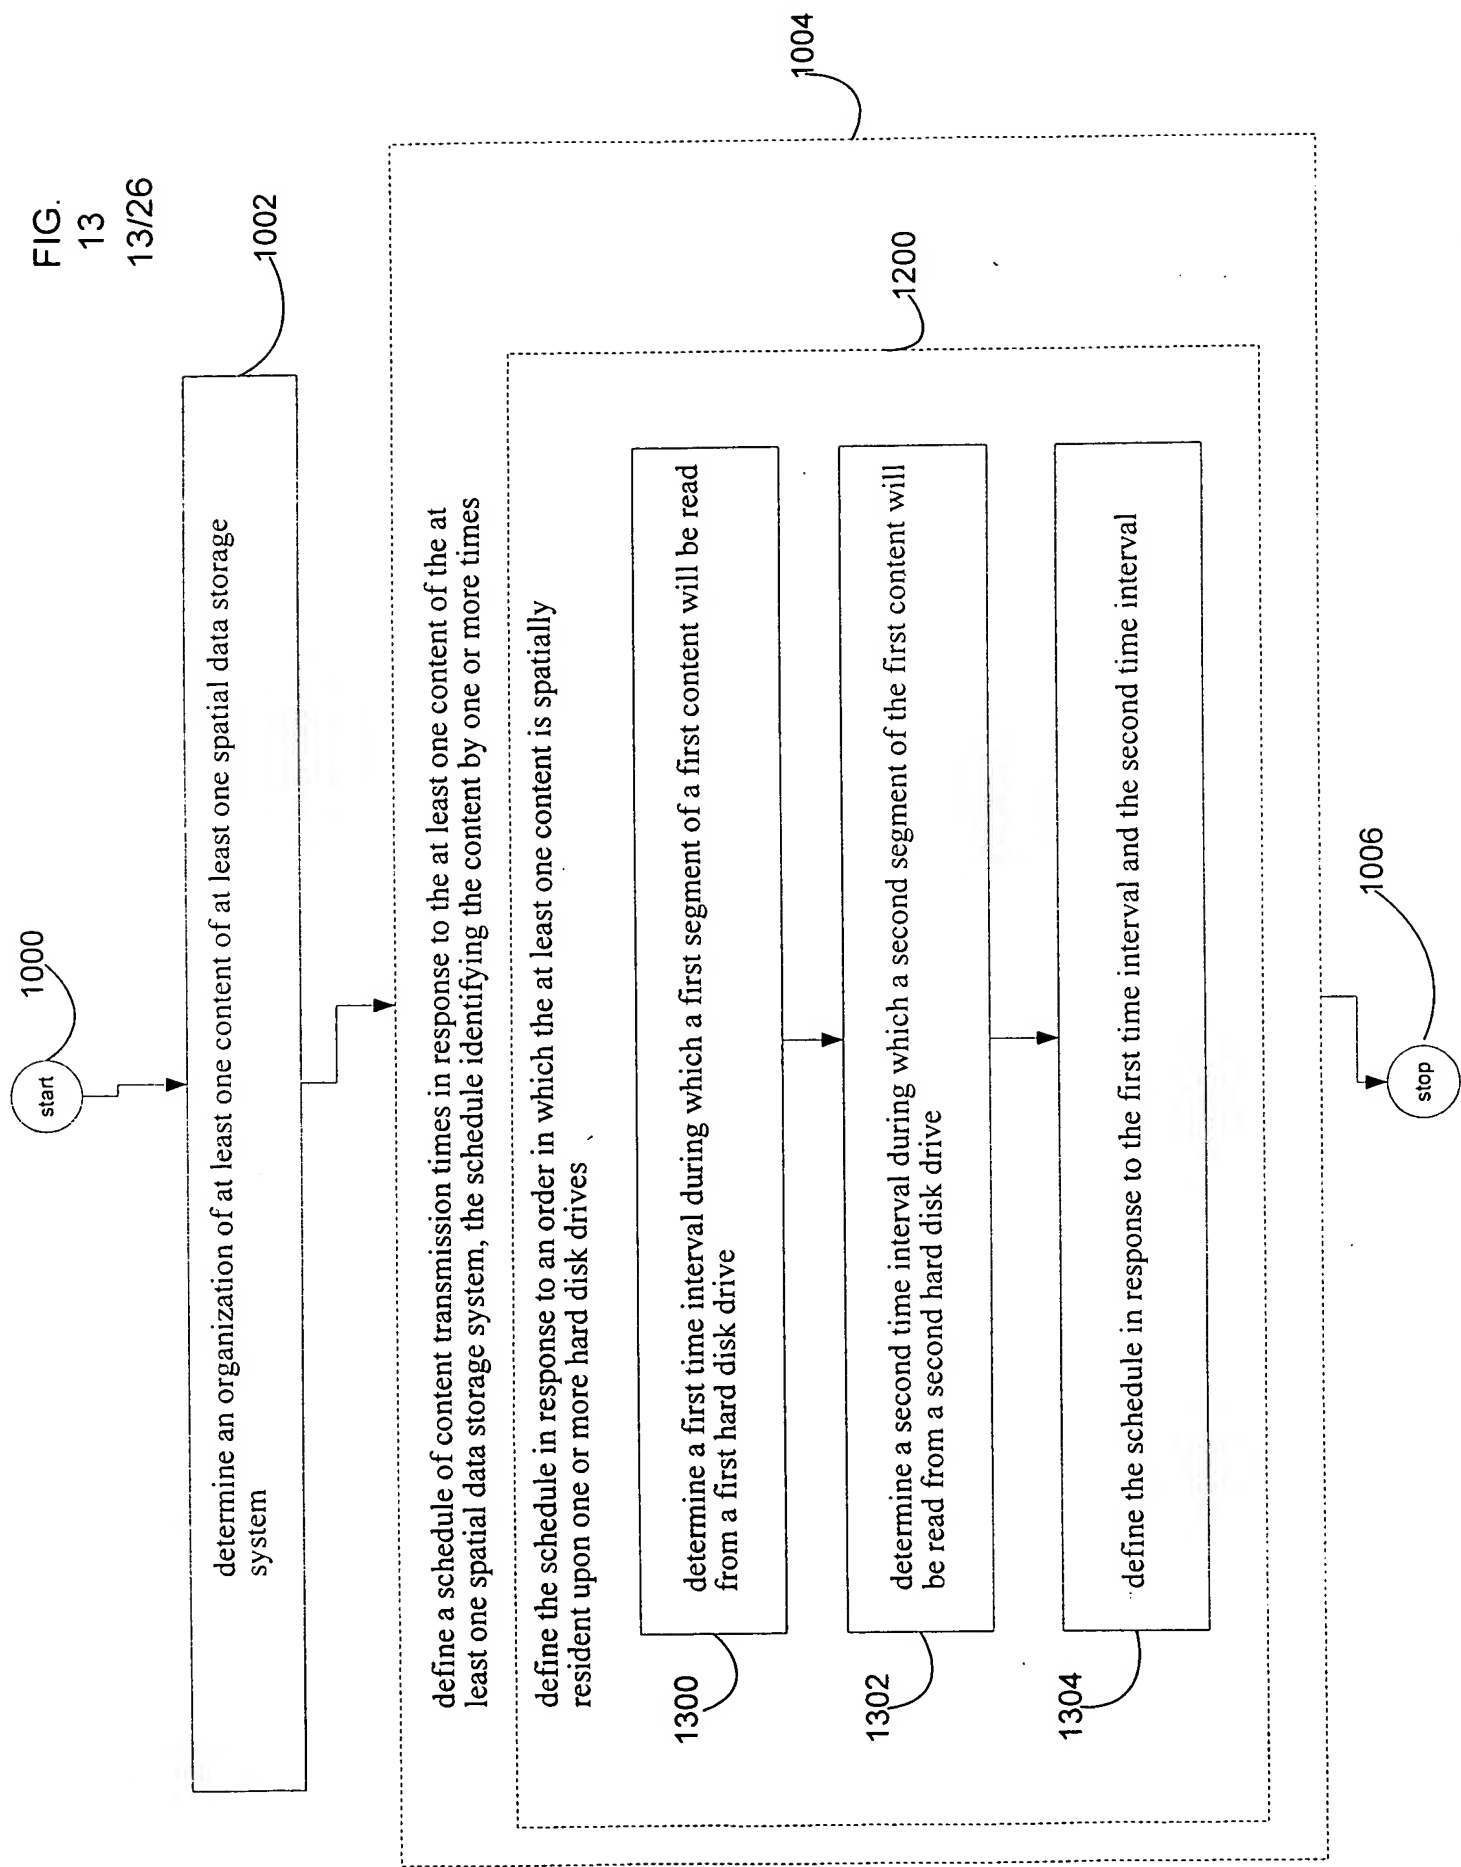 FIG.
13
13/26
1000
start
1002
determine an organization of at least one content of at least one spatial data storage
system
1004
define a schedule of content transmission times in response to the at least one content of the at
least one spatial data storage system, the schedule identifying the content by one or more times
1200
define the schedule in response to an order in which the at least one content is spatially
resident upon one or more hard disk drives
1300
determine a first time interval during which a first segment of a first content will be read
from a first hard disk drive
1302
determine a second time interval during which a second segment of the first content will
be read from a second hard disk drive
1304
define the schedule in response to the first time interval and the second time interval
1006
stop